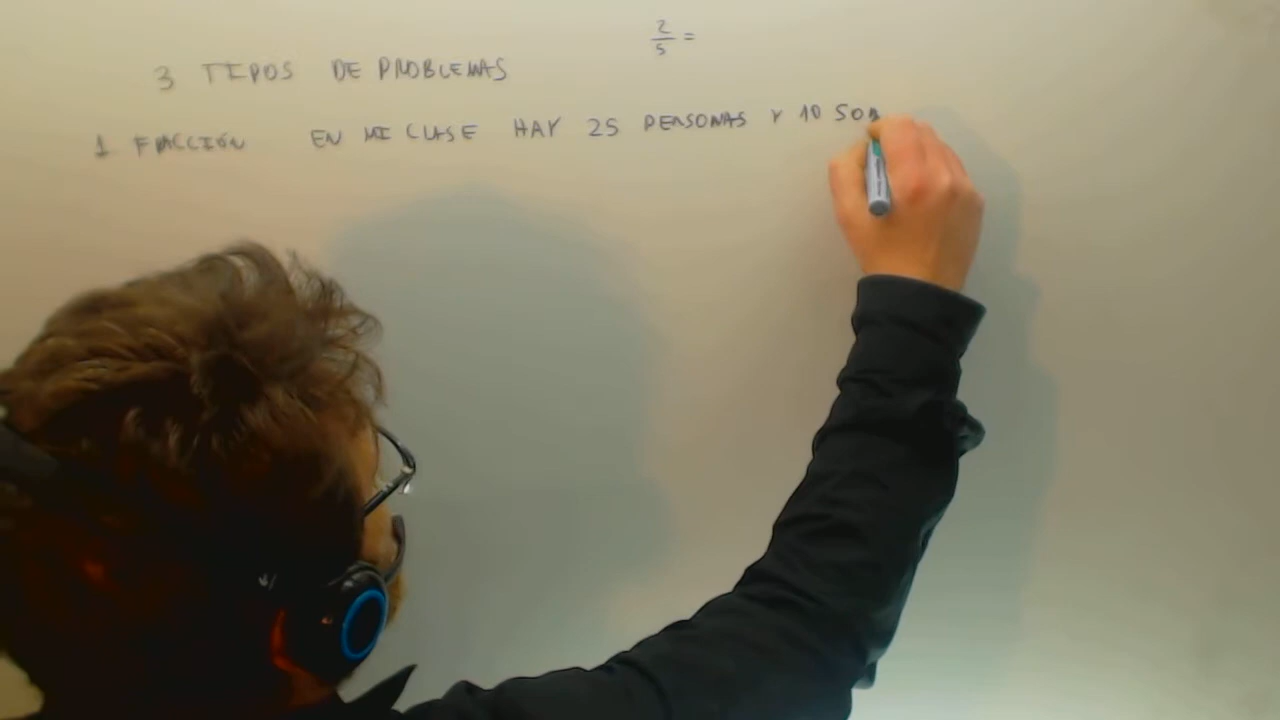 2/5 =
3 TIPOS DE PROBLEMAS
1 FRACCIÓN EN MI CLASE HAY 25 PERSONAS Y 10 SON